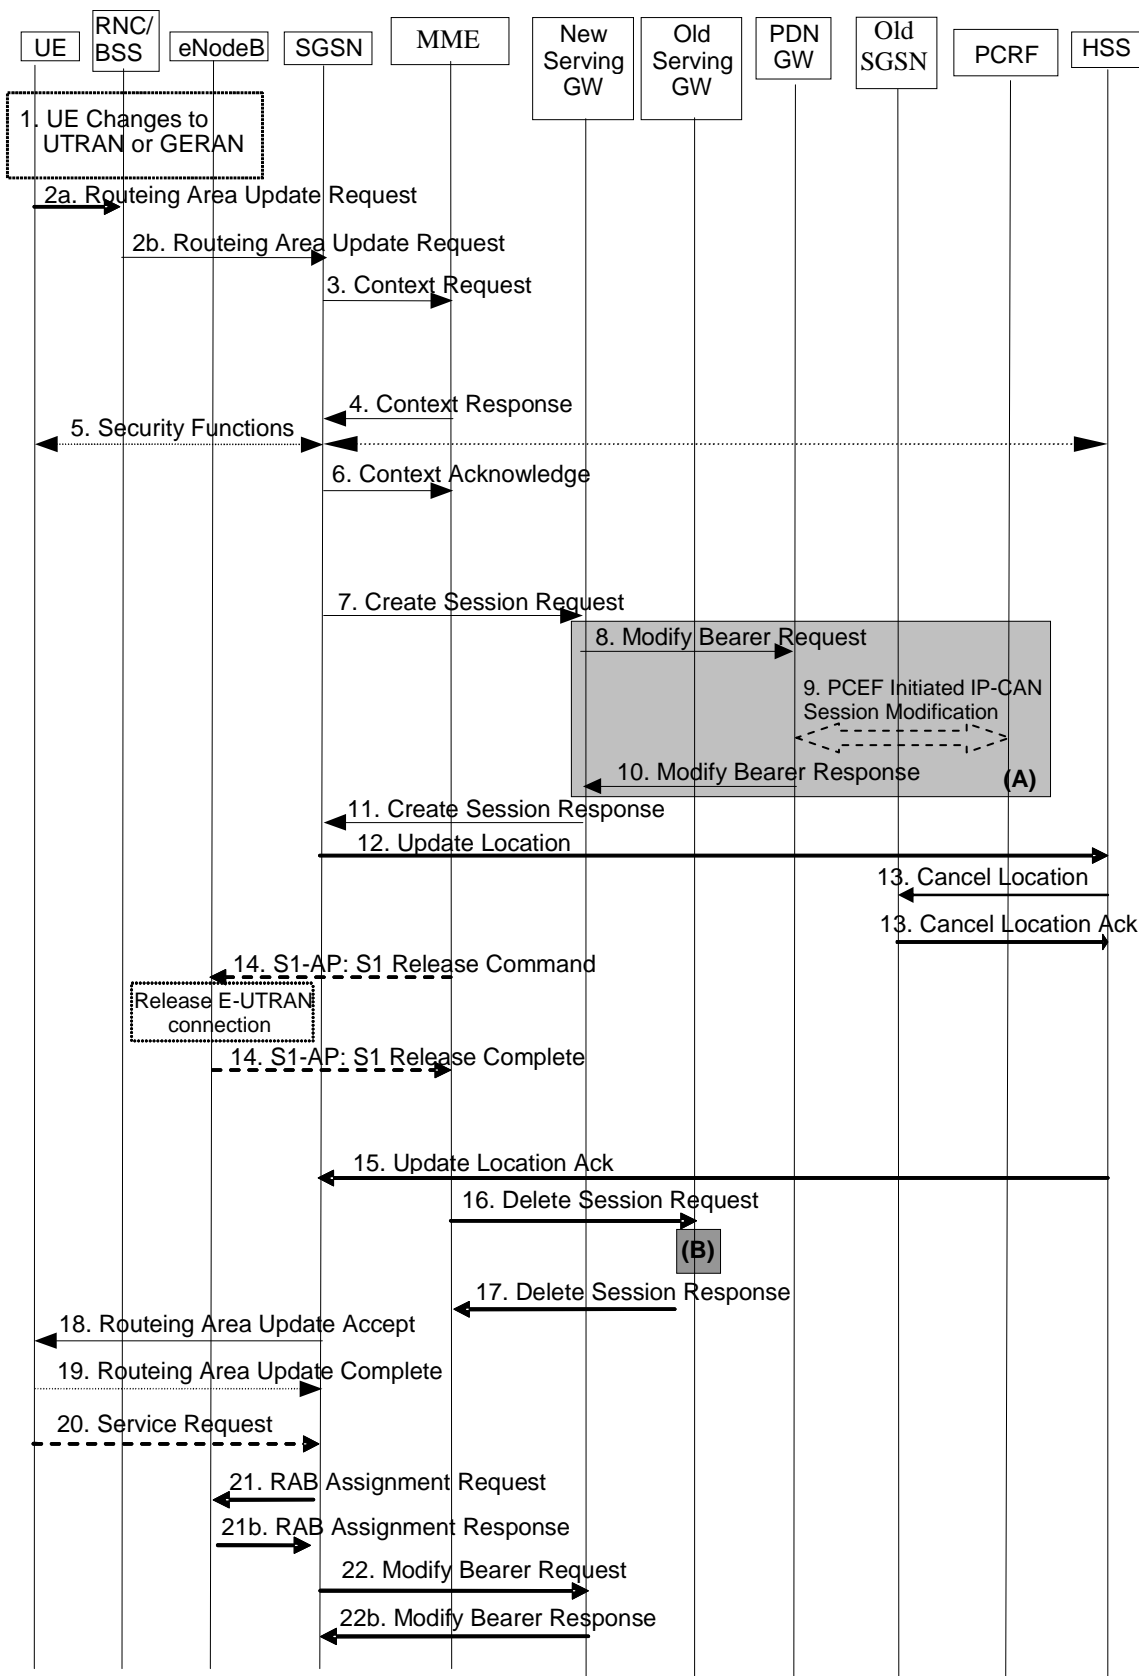 UE
RNC/
BSS
eNodeB
SGSN
MME
New
Serving
GW
Old
Serving
GW
PDN
GW
Old
SGSN
PCRF
HSS
1. UE Changes to
UTRAN or GERAN
2a. Routeing Area Update Request
2b. Routeing Area Update Request
3. Context Request
4. Context Response
5. Security Functions
6. Context Acknowledge
7. Create Session Request
8. Modify Bearer Request
9. PCEF Initiated IP-CAN
Session Modification
10. Modify Bearer Response
(A)
11. Create Session Response
12. Update Location
13. Cancel Location
13. Cancel Location Ack
14. S1-AP: S1 Release Command
Release E-UTRAN
connection
14. S1-AP: S1 Release Complete
15. Update Location Ack
16. Delete Session Request
(B)
17. Delete Session Response
18. Routeing Area Update Accept
19. Routeing Area Update Complete
20. Service Request
21. RAB Assignment Request
21b. RAB Assignment Response
22. Modify Bearer Request
22b. Modify Bearer Response